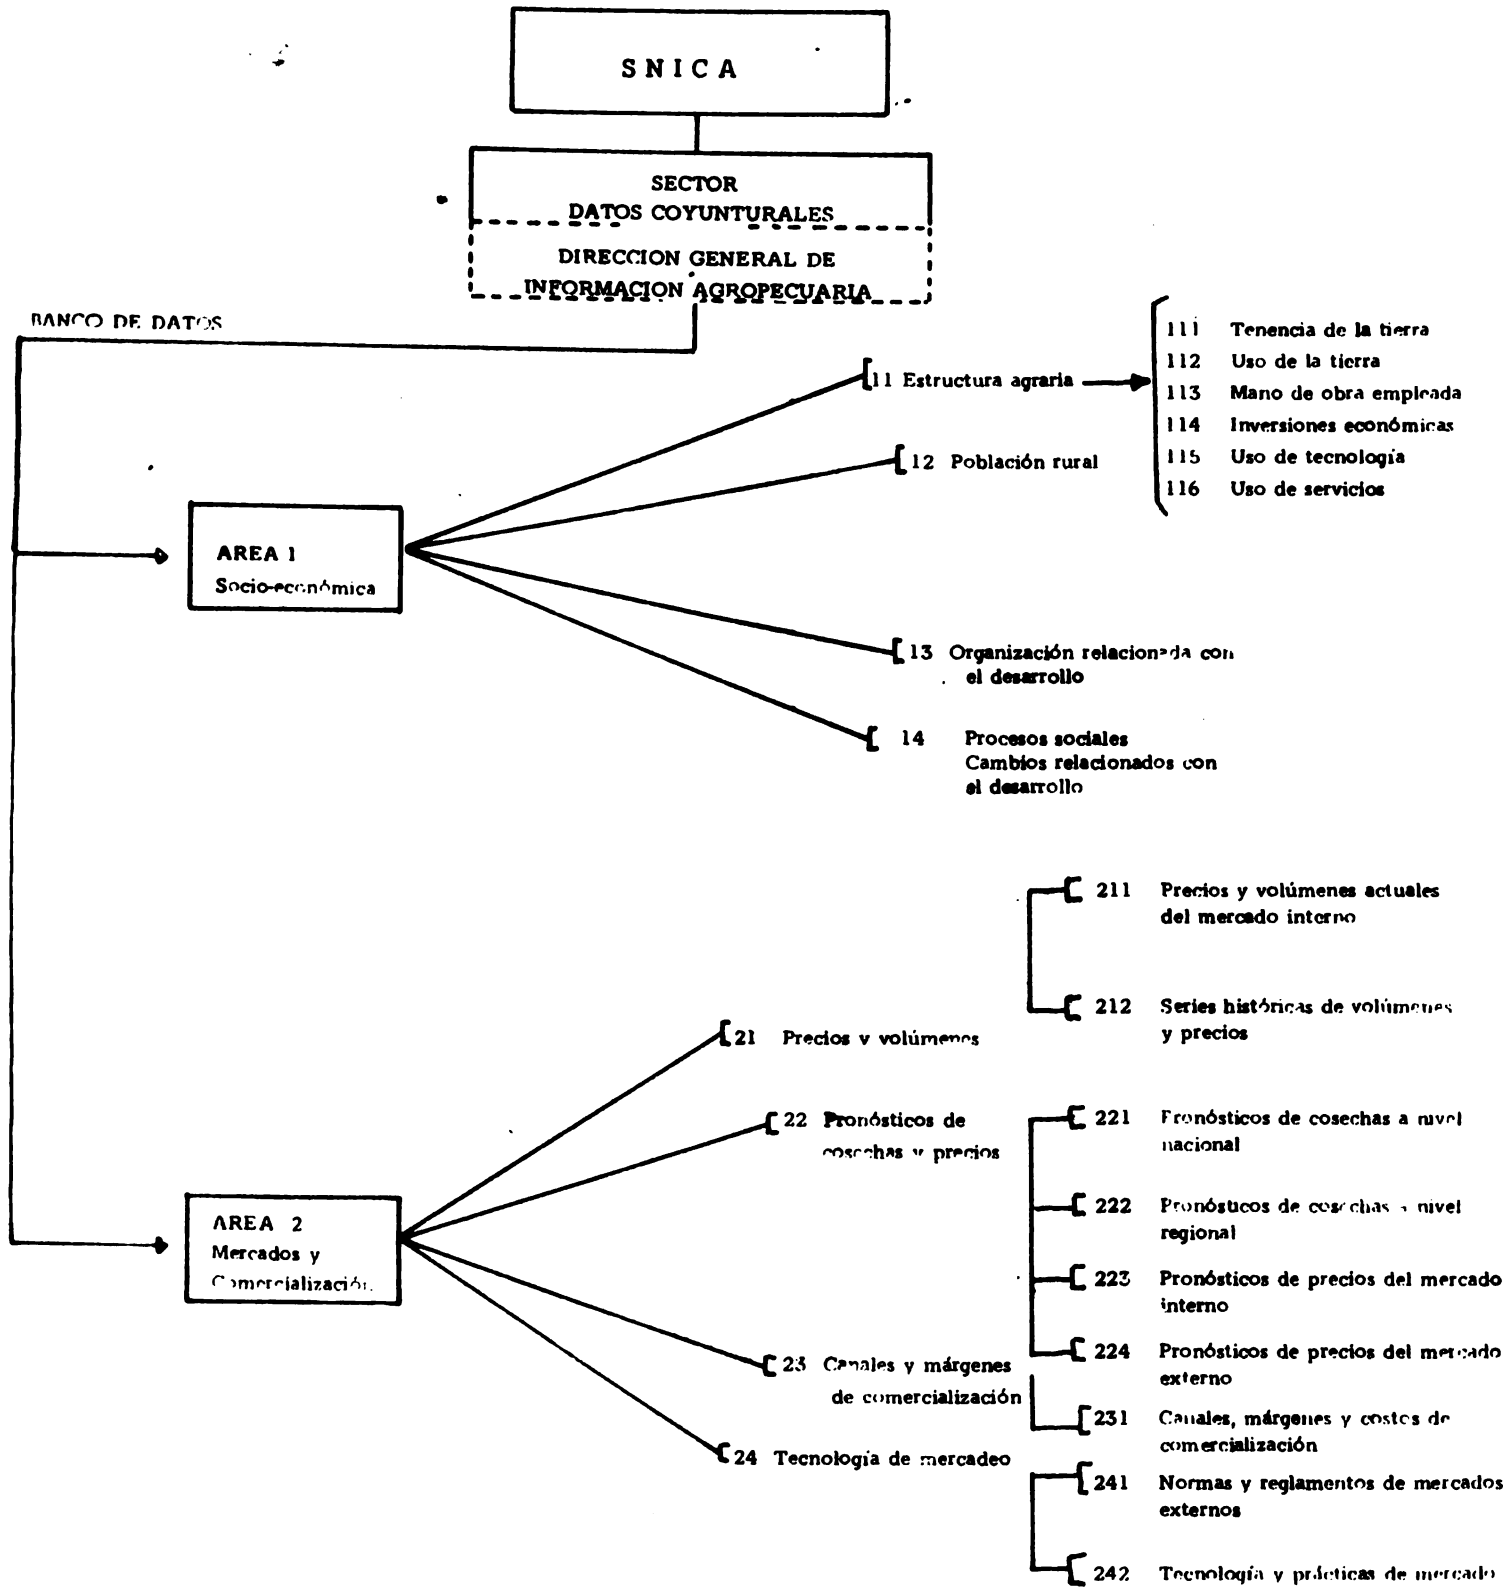 SNICA
SECTOR
DATOS COYUNTURALES
DIRECCION GENERAL DE
INFORMACION AGROPECUARIA
BANCO DE DATOS
AREA 1
Socio-económica
11 Estructura agraria
111 Tenencia de la tierra
112 Uso de la tierra
113 Mano de obra empleada
114 Inversiones económicas
115 Uso de tecnología
116 Uso de servicios
12 Población rural
13 Organización relacionada con
el desarrollo
14 Procesos sociales
Cambios relacionados con
el desarrollo
AREA 2
Mercados y
Comercialización
21 Precios y volúmenes
211 Precios y volúmenes actuales
del mercado interno
212 Series históricas de volúmenes
y precios
22 Pronósticos de
cosechas y precios
221 Pronósticos de cosechas a nivel
nacional
222 Pronósticos de cosechas a nivel
regional
223 Pronósticos de precios del mercado
interno
224 Pronósticos de precios del mercado
externo
23 Canales y márgenes
de comercialización
231 Canales, márgenes y costos de
comercialización
24 Tecnología de mercadeo
241 Normas y reglamentos de mercados
externos
242 Tecnología y prácticas de mercado